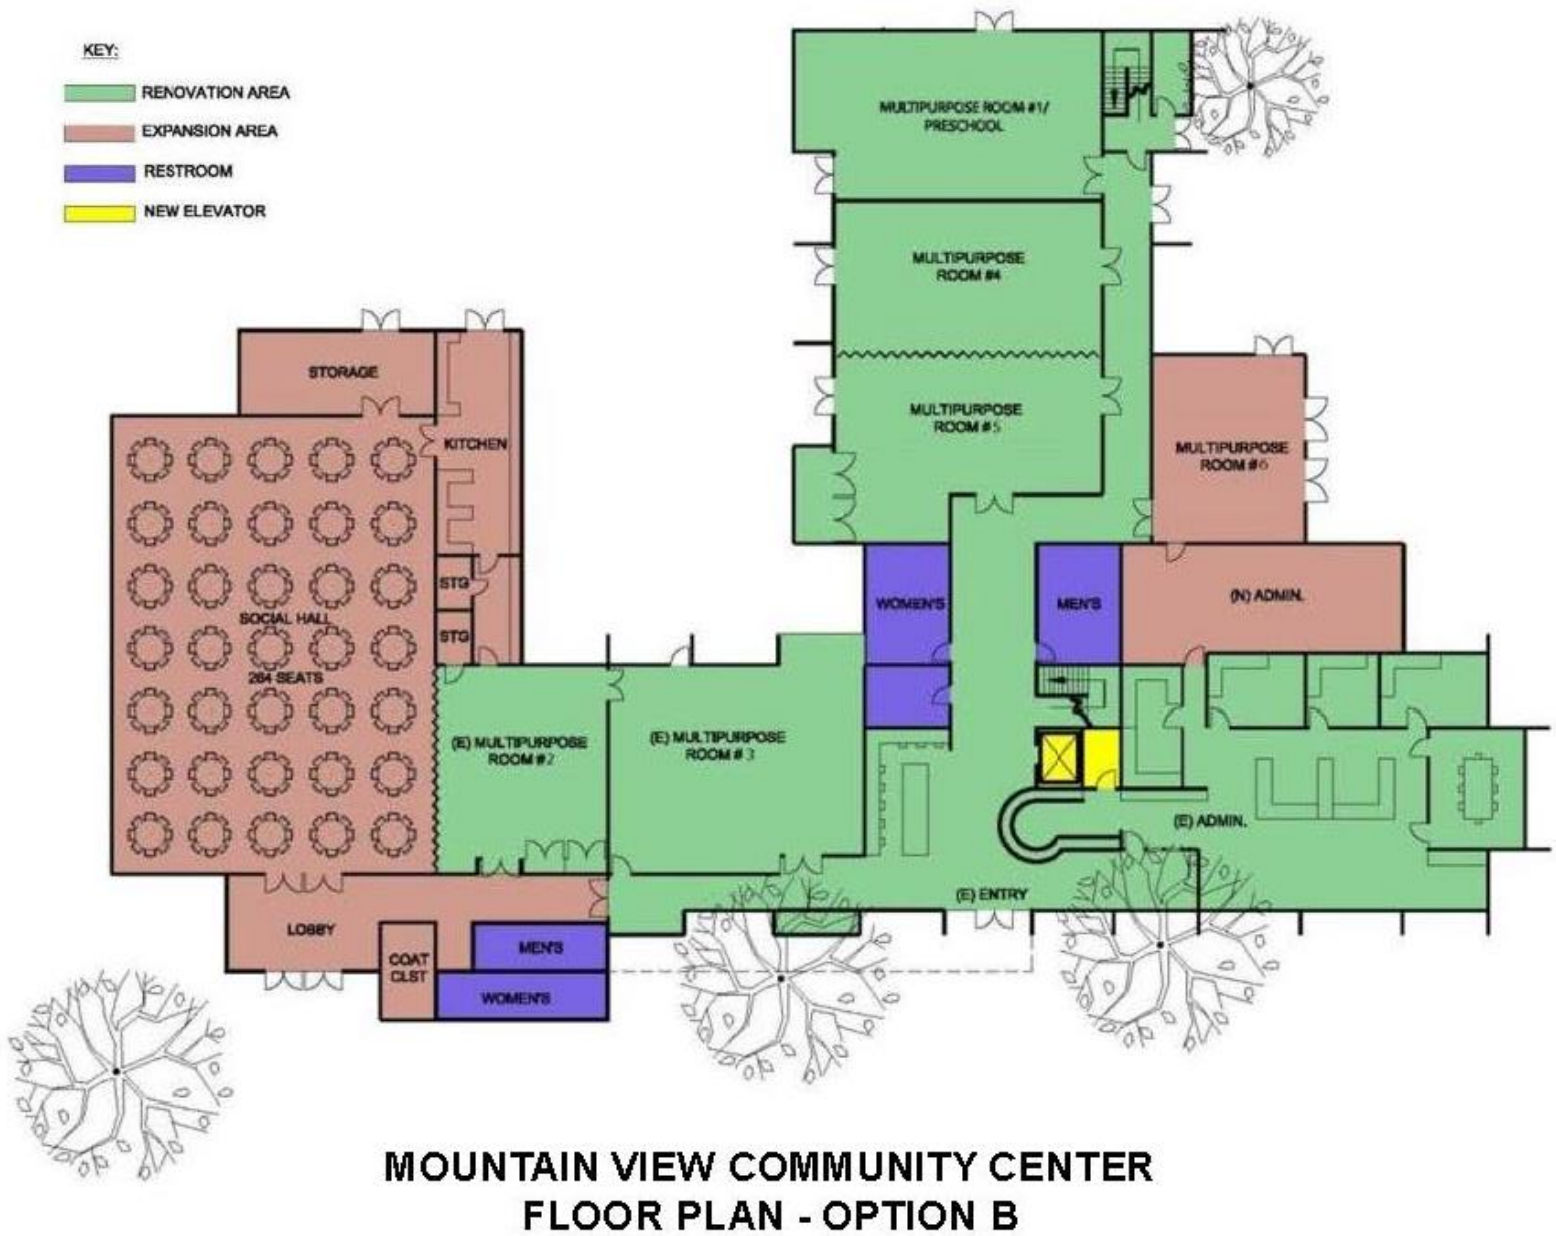 KEY:
RENOVATION AREA
EXPANSION AREA
RESTROOM
NEW ELEVATOR
MULTIPURPOSE ROOM #1/
PRESCHOOL
MULTIPURPOSE
ROOM #4
MULTIPURPOSE
ROOM #5
MULTIPURPOSE
ROOM #6
STORAGE
KITCHEN
STG
STG
SOCIAL HALL
264 SEATS
WOMEN'S
MEN'S
(N) ADMIN.
(E) MULTIPURPOSE
ROOM #2
(E) MULTIPURPOSE
ROOM # 3
(E) ADMIN.
(E) ENTRY
LOBBY
COAT
CLST
MEN'S
WOMEN'S
MOUNTAIN VIEW COMMUNITY CENTER
FLOOR PLAN - OPTION B